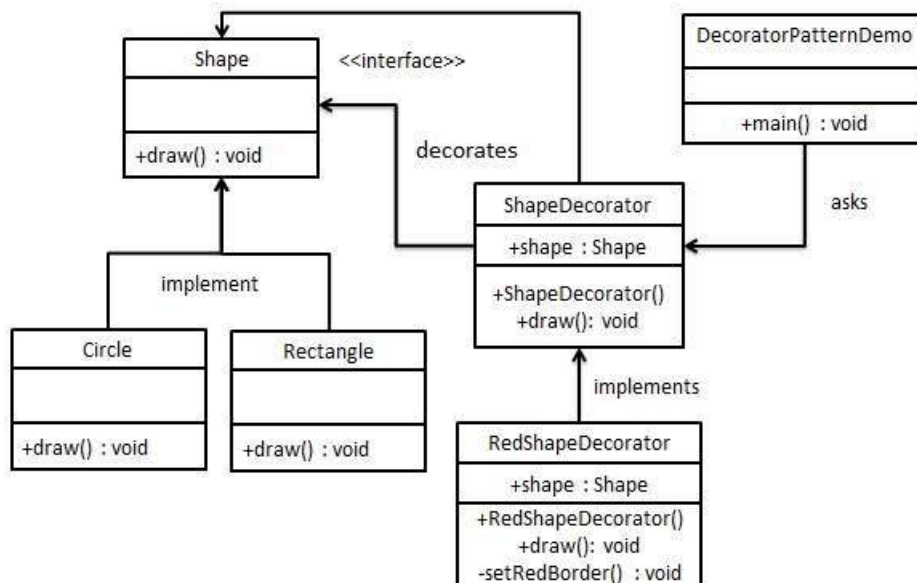 Shape
<<interface>>
+draw() : void
DecoratorPatternDemo
+main() : void
decorates
asks
ShapeDecorator
+shape : Shape
+ShapeDecorator()
+draw(): void
implement
Circle
+draw() : void
Rectangle
+draw() : void
implements
RedShapeDecorator
+shape : Shape
+RedShapeDecorator()
+draw(): void
-setRedBorder() : void